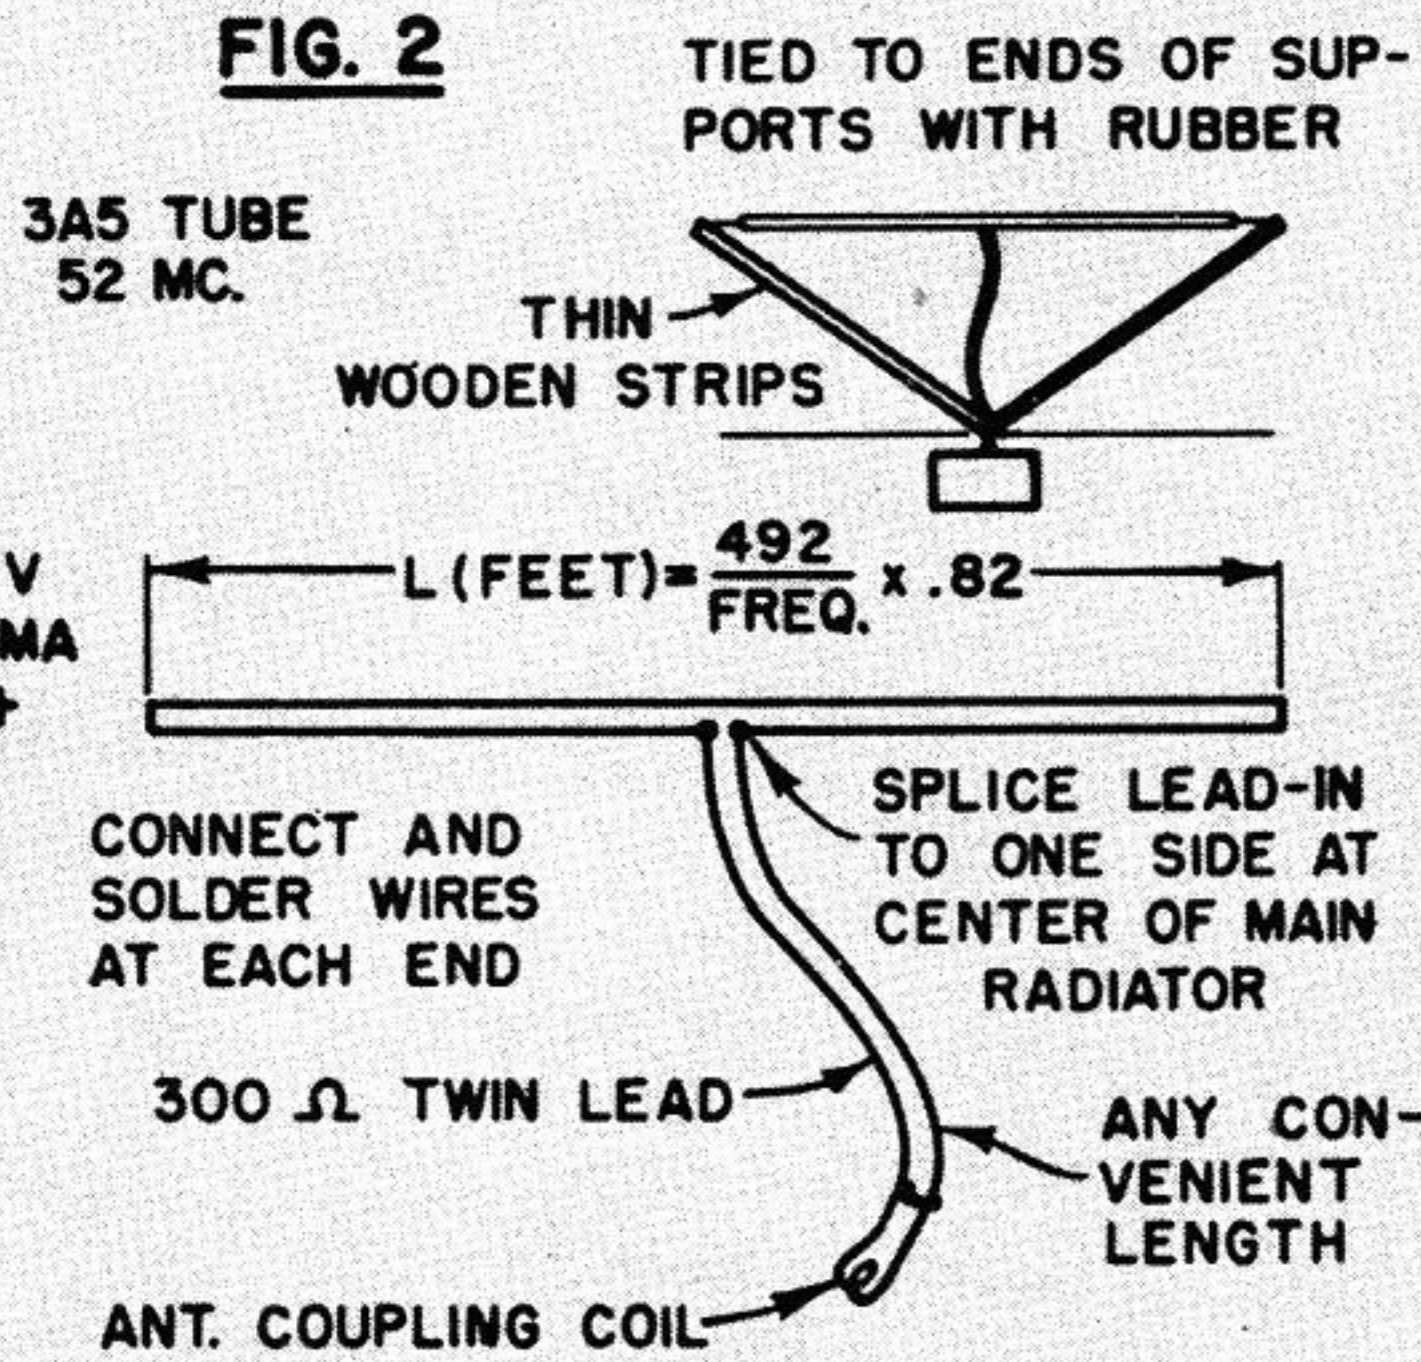 FIG. 2
TIED TO ENDS OF SUP-
PORTS WITH RUBBER
3A5 TUBE
52 MC.
THIN
WOODEN STRIPS
V
MA
+
L (FEET) = 492/FREQ. x .82
CONNECT AND
SOLDER WIRES
AT EACH END
SPLICE LEAD-IN
TO ONE SIDE AT
CENTER OF MAIN
RADIATOR
300 Ω TWIN LEAD
ANY CON-
VENIENT
LENGTH
ANT. COUPLING COIL